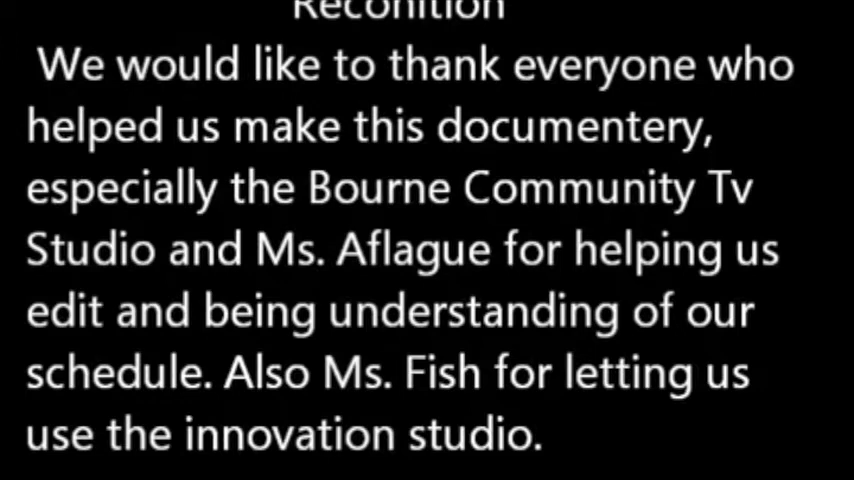 Reconition
We would like to thank everyone who
helped us make this documentery,
especially the Bourne Community Tv
Studio and Ms. Aflague for helping us
edit and being understanding of our
schedule. Also Ms. Fish for letting us
use the innovation studio.